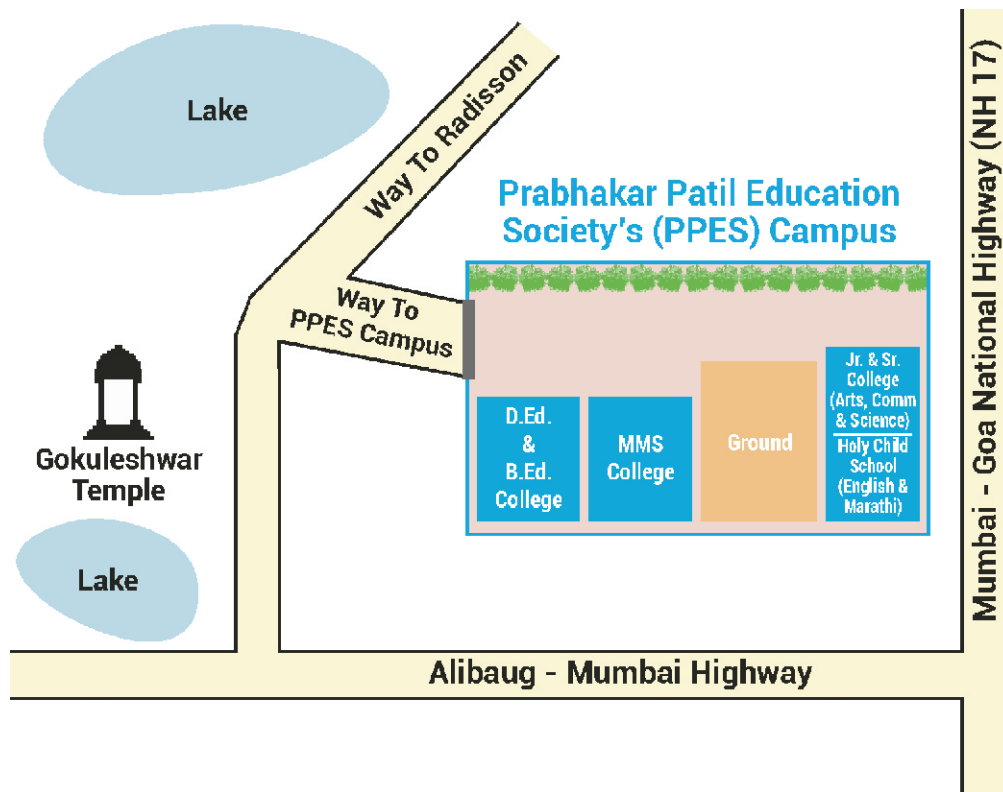 Lake
Way To Radisson
Prabhakar Patil Education
Society's (PPES) Campus
Way To
PPES Campus
Mumbai - Goa National Highway (NH 17)
Gokuleshwar
Temple
D.Ed.
&
B.Ed.
College
MMS
College
Ground
Jr. & Sr.
College
(Arts, Comm
& Science)
Holy Child
School
(English &
Marathi)
Lake
Alibaug - Mumbai Highway